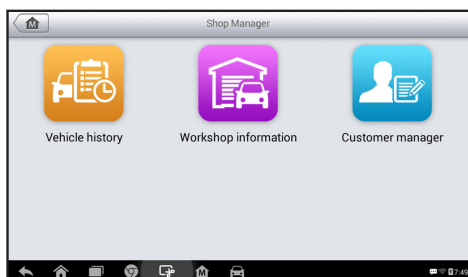 M
Shop Manager
Vehicle history
Workshop information
Customer manager
M
7:49